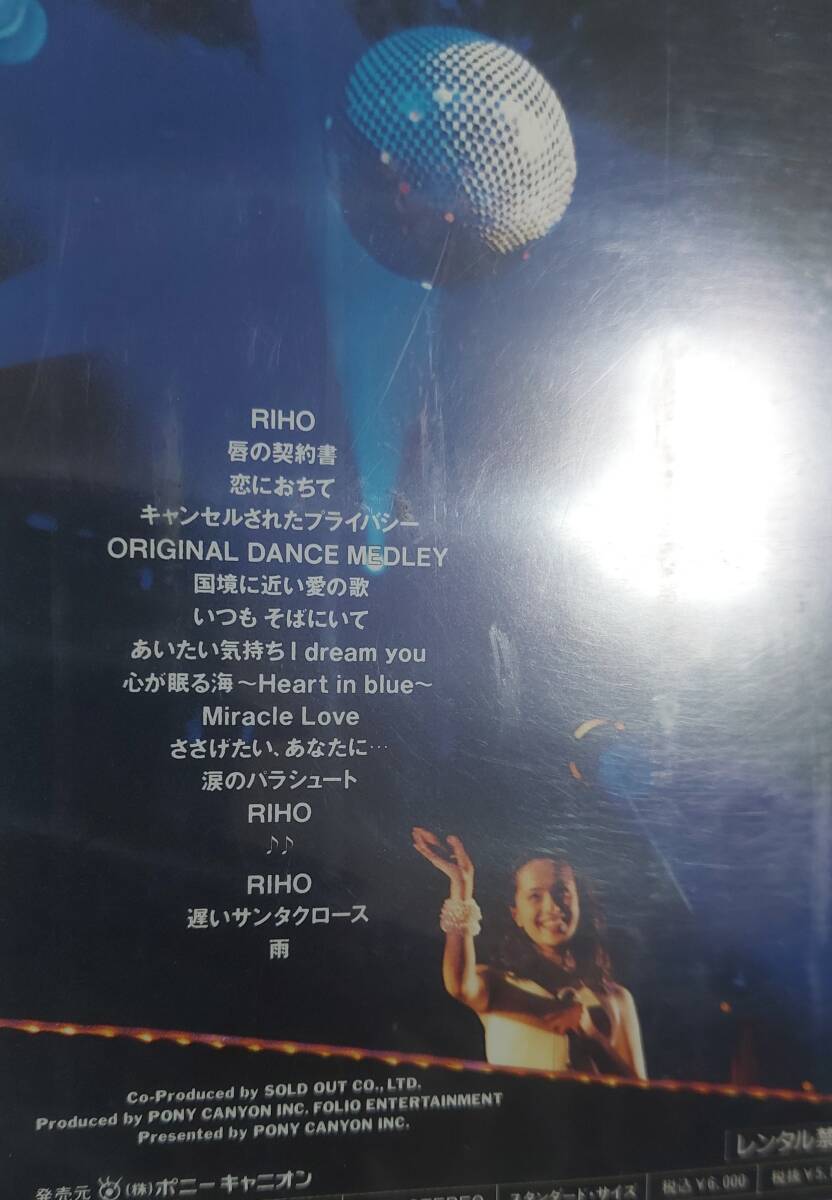 RIHO
唇の契約書
恋におちて
キャンセルされたプライバシー
ORIGINAL DANCE MEDLEY
国境に近い愛の歌
いつも そばにいて
あいたい気持ち I dream you
心が眠る海〜Heart in blue〜
Miracle Love
ささげたい、あなたに…
涙のパラシュート
RIHO
♪♪
RIHO
遅いサンタクロース
雨
Co-Produced by SOLD OUT CO., LTD.
Produced by PONY CANYON INC. FOLIO ENTERTAINMENT
Presented by PONY CANYON INC.
レンタル禁
発売元 (株)ポニーキャニオン
STEREO スタンダード・サイズ 税込¥6,000 税抜¥5,